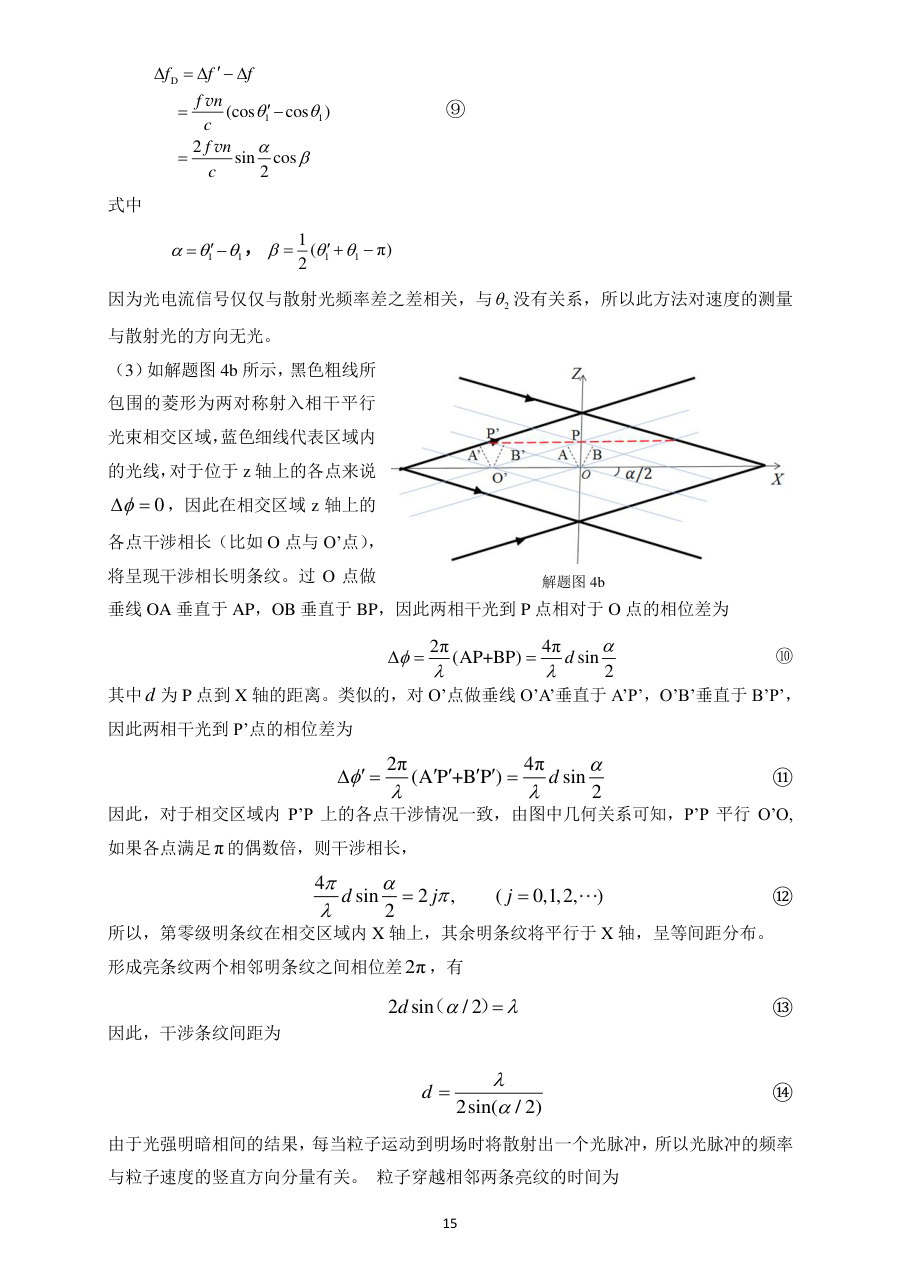 Δf_D = Δf′ − Δf
= \frac{fvn}{c}(cosθ′₁ − cosθ₁) ⑨
= \frac{2fvn}{c} sin\frac{α}{2} cosβ
式中
α = θ′₁ − θ₁， β = \frac{1}{2}(θ′₁ + θ₁ − π)
因为光电流信号仅仅与散射光频率差之差相关，与θ₂没有关系，所以此方法对速度的测量
与散射光的方向无光。
（3）如解题图 4b 所示，黑色粗线所
包围的菱形为两对称射入相干平行
光束相交区域，蓝色细线代表区域内
的光线，对于位于 z 轴上的各点来说
Δϕ = 0，因此在相交区域 z 轴上的
各点干涉相长（比如 O 点与 O’点），
将呈现干涉相长明条纹。过 O 点做
Z
P’
P
A’
B’
A
B
O’
O
α/2
X
解题图 4b
垂线 OA 垂直于 AP，OB 垂直于 BP，因此两相干光到 P 点相对于 O 点的相位差为
Δϕ = \frac{2π}{λ}(AP+BP) = \frac{4π}{λ} d sin\frac{α}{2} ⑩
其中 d 为 P 点到 X 轴的距离。类似的，对 O’点做垂线 O’A’垂直于 A’P’，O’B’垂直于 B’P’，
因此两相干光到 P’点的相位差为
Δϕ′ = \frac{2π}{λ}(A′P′+B′P′) = \frac{4π}{λ} d sin\frac{α}{2} ⑪
因此，对于相交区域内 P’P 上的各点干涉情况一致，由图中几何关系可知，P’P 平行 O’O,
如果各点满足 π 的偶数倍，则干涉相长，
\frac{4π}{λ} d sin\frac{α}{2} = 2jπ, (j = 0,1,2,⋯) ⑫
所以，第零级明条纹在相交区域内 X 轴上，其余明条纹将平行于 X 轴，呈等间距分布。
形成亮条纹两个相邻明条纹之间相位差 2π，有
2d sin（α / 2）= λ ⑬
因此，干涉条纹间距为
d = \frac{λ}{2sin(α / 2)} ⑭
由于光强明暗相间的结果，每当粒子运动到明场时将散射出一个光脉冲，所以光脉冲的频率
与粒子速度的竖直方向分量有关。 粒子穿越相邻两条亮纹的时间为
15